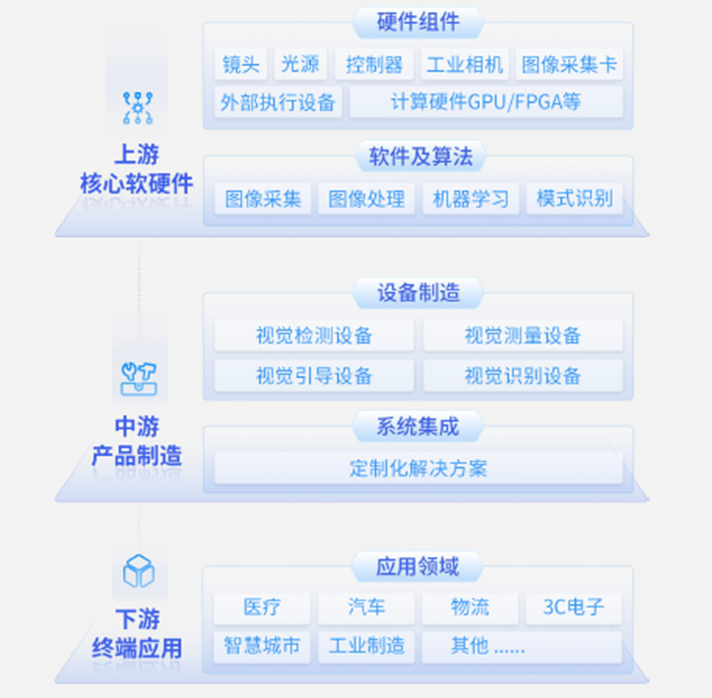 硬件组件
镜头 光源 控制器 工业相机 图像采集卡
外部执行设备 计算硬件GPU/FPGA等
上游
核心软硬件
软件及算法
图像采集 图像处理 机器学习 模式识别
设备制造
视觉检测设备 视觉测量设备
视觉引导设备 视觉识别设备
中游
产品制造
系统集成
定制化解决方案
应用领域
医疗 汽车 物流 3C电子
下游
终端应用
智慧城市 工业制造 其他 ......